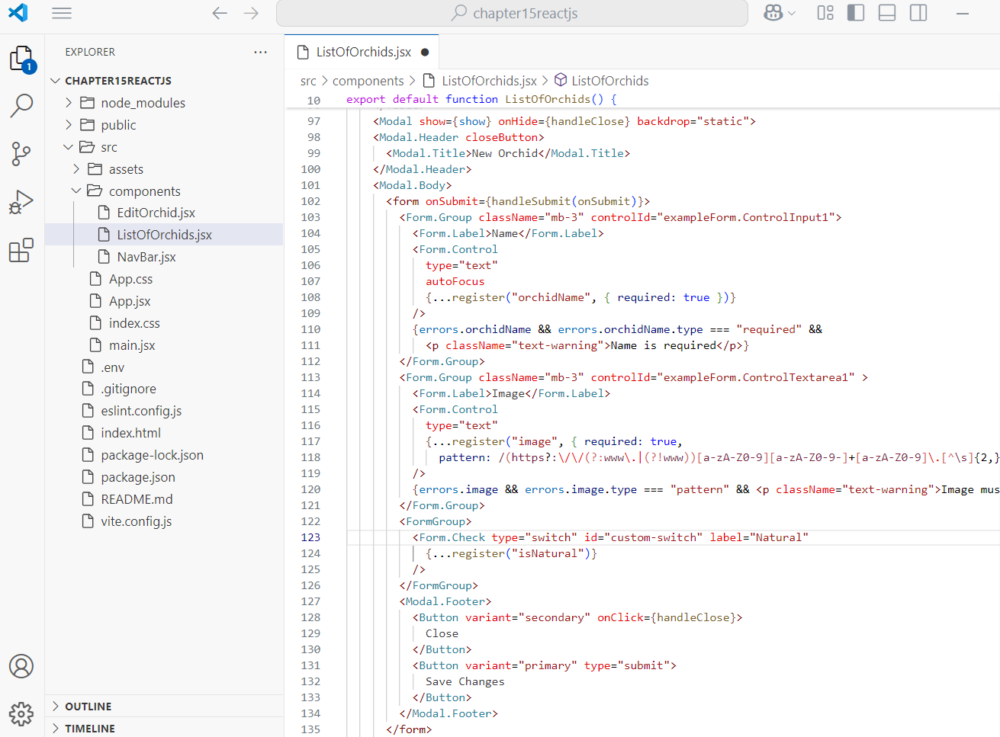 chapter15reactjs
EXPLORER
1
CHAPTER15REACTJS
node_modules
public
src
assets
components
EditOrchid.jsx
ListOfOrchids.jsx
NavBar.jsx
App.css
App.jsx
index.css
main.jsx
.env
.gitignore
eslint.config.js
index.html
package-lock.json
package.json
README.md
vite.config.js
OUTLINE
TIMELINE
ListOfOrchids.jsx
src > components > ListOfOrchids.jsx > ListOfOrchids
10 export default function ListOfOrchids() {
97 <Modal show={show} onHide={handleClose} backdrop="static">
98 <Modal.Header closeButton>
99 <Modal.Title>New Orchid</Modal.Title>
100 </Modal.Header>
101 <Modal.Body>
102 <form onSubmit={handleSubmit(onSubmit)}>
103 <Form.Group className="mb-3" controlId="exampleForm.ControlInput1">
104 <Form.Label>Name</Form.Label>
105 <Form.Control
106 type="text"
107 autoFocus
108 {...register("orchidName", { required: true })}
109 />
110 {errors.orchidName && errors.orchidName.type === "required" &&
111 <p className="text-warning">Name is required</p>}
112 </Form.Group>
113 <Form.Group className="mb-3" controlId="exampleForm.ControlTextarea1" >
114 <Form.Label>Image</Form.Label>
115 <Form.Control
116 type="text"
117 {...register("image", { required: true,
118 pattern: /(https?:\/\/(?:www\.|(?!www))[a-zA-Z0-9][a-zA-Z0-9-]+[a-zA-Z0-9]\.[^\s]{2,}
119 />
120 {errors.image && errors.image.type === "pattern" && <p className="text-warning">Image mus
121 </Form.Group>
122 <FormGroup>
123 <Form.Check type="switch" id="custom-switch" label="Natural"
124 {...register("isNatural")}
125 />
126 </FormGroup>
127 <Modal.Footer>
128 <Button variant="secondary" onClick={handleClose}>
129 Close
130 </Button>
131 <Button variant="primary" type="submit">
132 Save Changes
133 </Button>
134 </Modal.Footer>
135 </form>